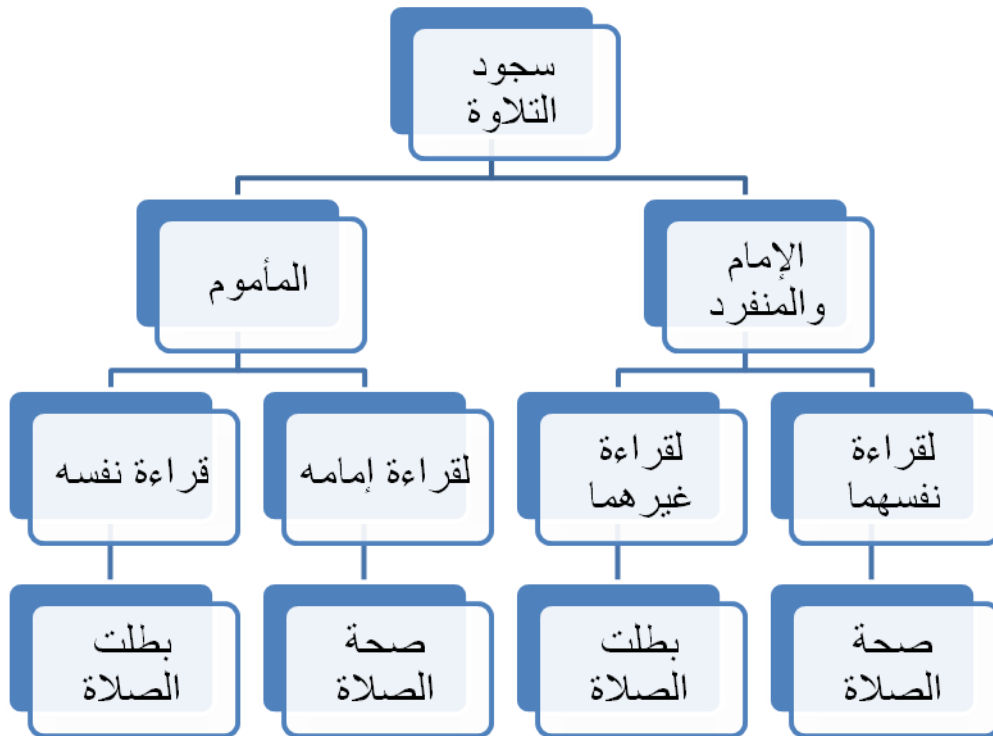 سجود
التلاوة
الإمام
والمنفرد
المأموم
لقراءة
نفسهما
لقراءة
غيرهما
لقراءة إمامه
قراءة نفسه
صحة
الصلاة
بطلت
الصلاة
صحة
الصلاة
بطلت
الصلاة